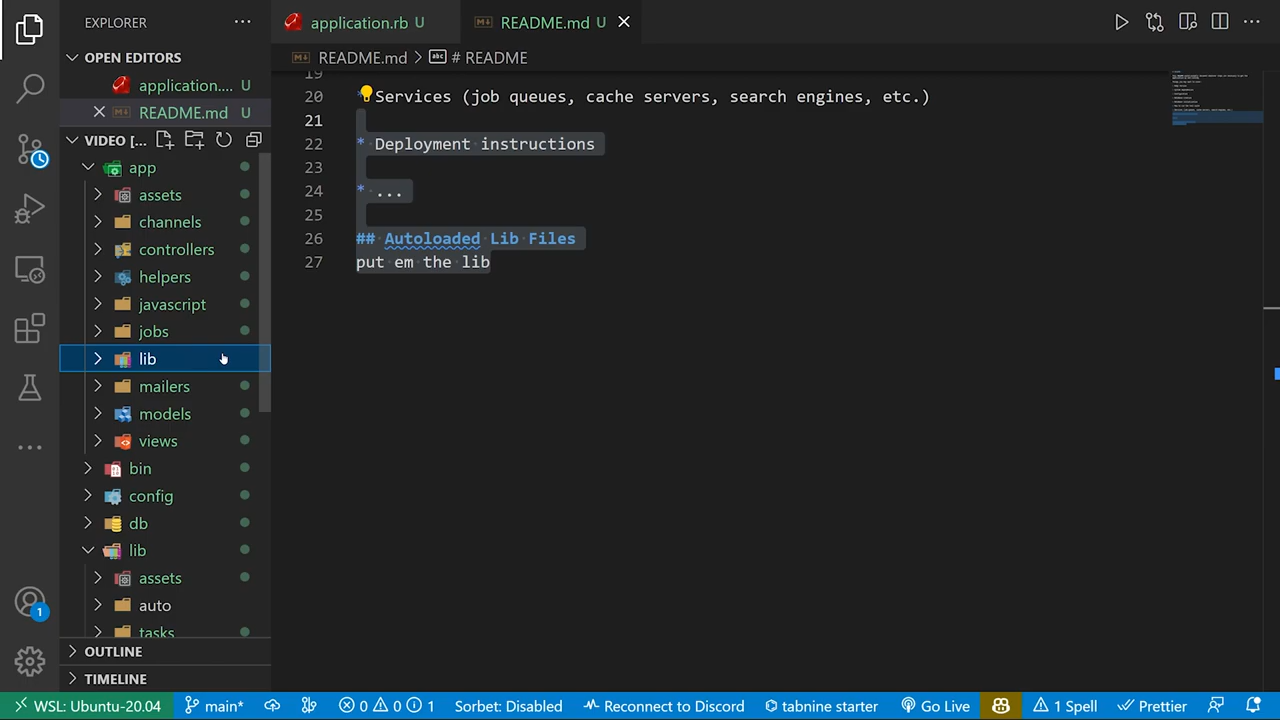 EXPLORER
application.rb U
README.md U
OPEN EDITORS
README.md > # README
application.... U
README.md U
VIDEO [...
app
assets
channels
controllers
helpers
javascript
jobs
lib
mailers
models
views
bin
config
db
lib
assets
auto
tasks
OUTLINE
TIMELINE
19
20 Services (job queues, cache servers, search engines, etc.)
21
22 * Deployment instructions
23
24 * ...
25
26 ## Autoloaded Lib Files
27 put em the lib
1
WSL: Ubuntu-20.04 main* 0 0 1 Sorbet: Disabled Reconnect to Discord tabnine starter Go Live 1 Spell Prettier